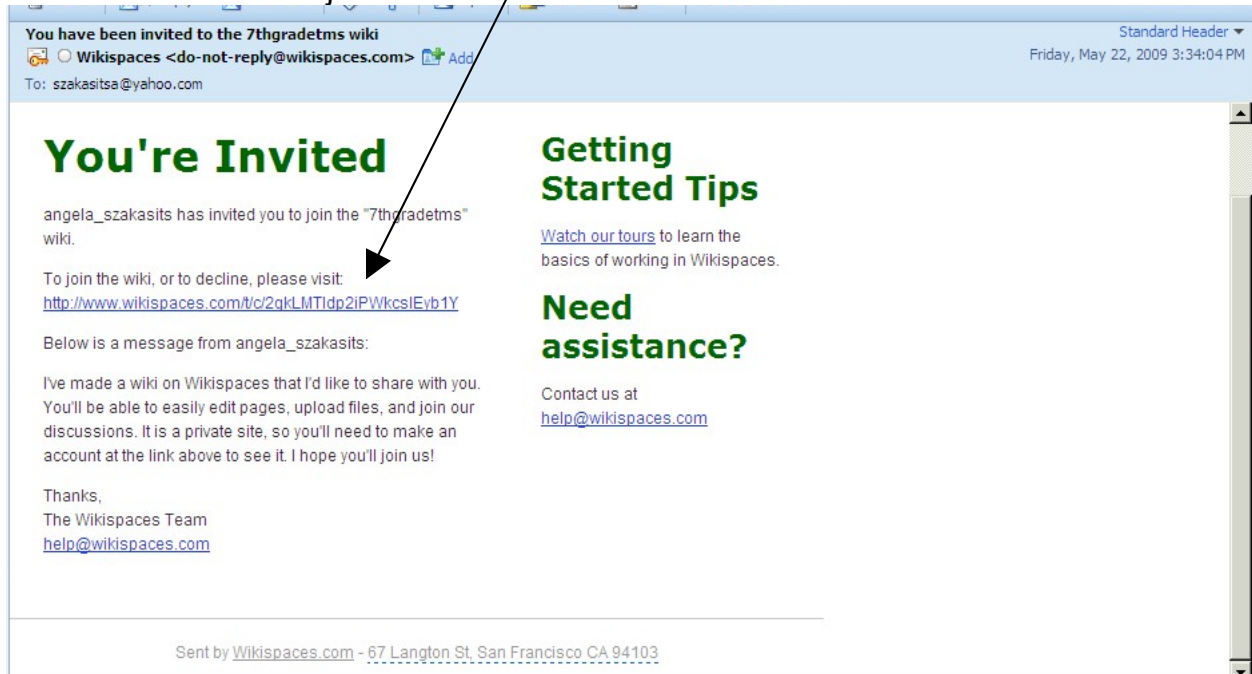 You have been invited to the 7thgradetms wiki
Standard Header
Wikispaces <do-not-reply@wikispaces.com> Add
Friday, May 22, 2009 3:34:04 PM
To: szakasitsa@yahoo.com
You're Invited
angela_szakasits has invited you to join the "7thgradetms"
wiki.
To join the wiki, or to decline, please visit:
http://www.wikispaces.com/t/c/2qkLMTIdp2iPWkcsIEyb1Y
Below is a message from angela_szakasits:
I've made a wiki on Wikispaces that I'd like to share with you.
You'll be able to easily edit pages, upload files, and join our
discussions. It is a private site, so you'll need to make an
account at the link above to see it. I hope you'll join us!
Thanks,
The Wikispaces Team
help@wikispaces.com
Getting
Started Tips
Watch our tours to learn the
basics of working in Wikispaces.
Need
assistance?
Contact us at
help@wikispaces.com
Sent by Wikispaces.com - 67 Langton St, San Francisco CA 94103